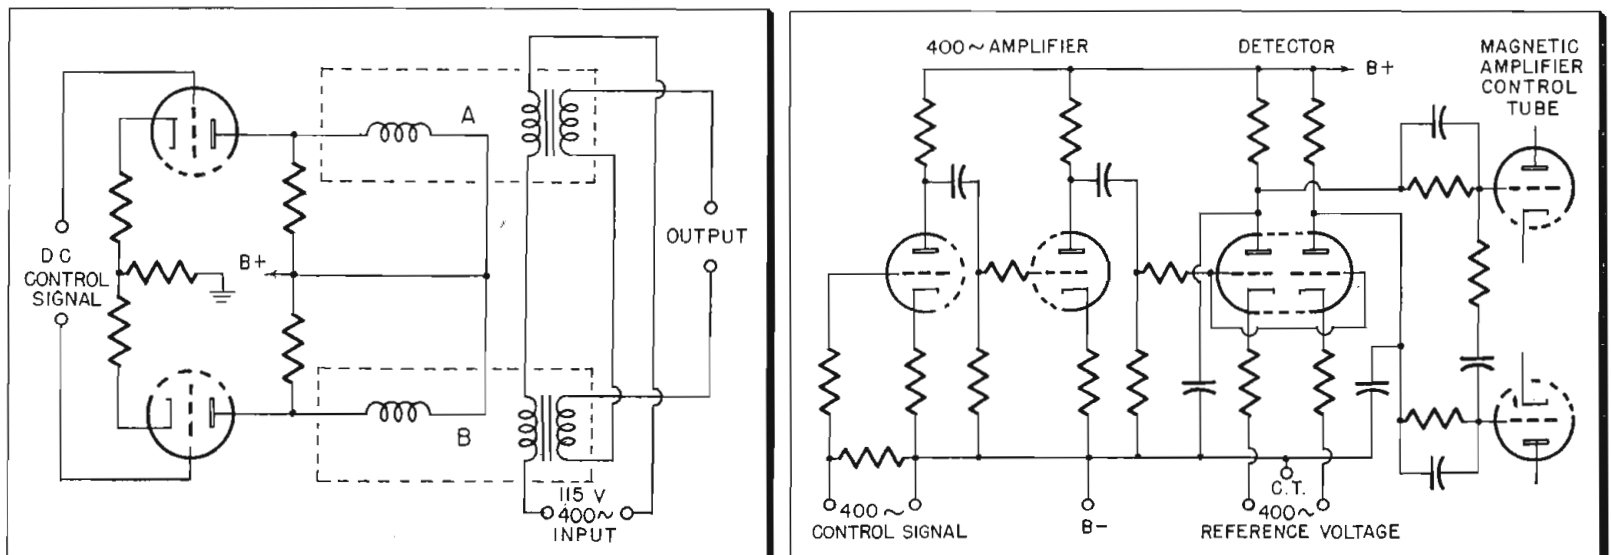 A
DC
CONTROL
SIGNAL
B+
OUTPUT
B
115 V
400~
INPUT
400~ AMPLIFIER
DETECTOR
B+
MAGNETIC
AMPLIFIER
CONTROL
TUBE
400~
CONTROL SIGNAL
B-
C.T.
400~
REFERENCE VOLTAGE